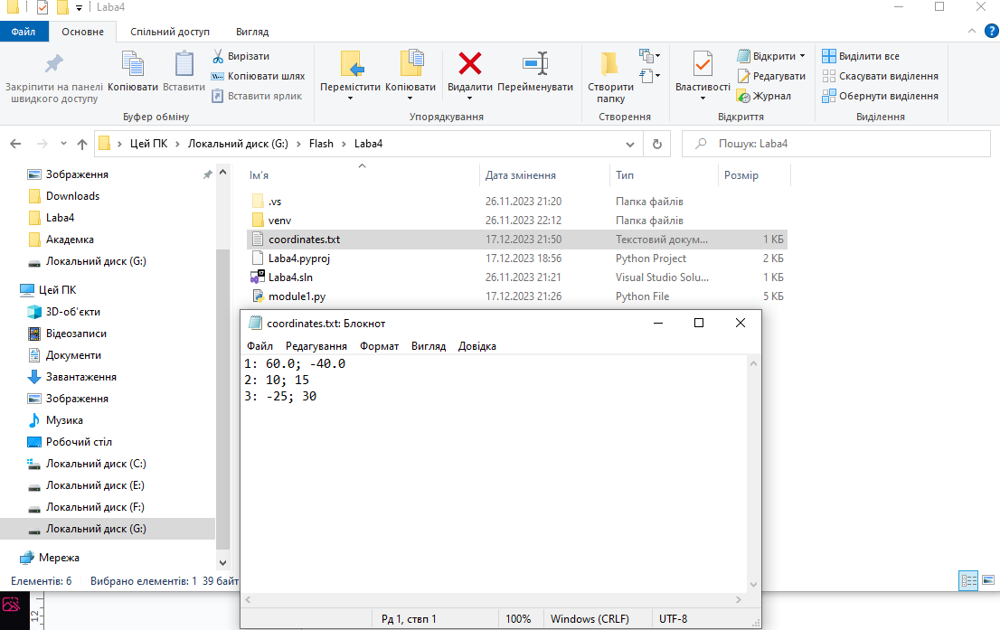 Laba4
Файл Основне Спільний доступ Вигляд
Закріпити на панелі швидкого доступу
Копіювати
Вставити
Вирізати
Копіювати шлях
Вставити ярлик
Буфер обміну
Перемістити
Копіювати
Видалити
Перейменувати
Упорядкування
Створити папку
Створення
Властивості
Відкрити
Редагувати
Журнал
Відкриття
Виділити все
Скасувати виділення
Обернути виділення
Виділення
Цей ПК > Локальний диск (G:) > Flash > Laba4
Пошук: Laba4
Зображення
Downloads
Laba4
Академка
Локальний диск (G:)
Цей ПК
3D-об'єкти
Відеозаписи
Документи
Завантаження
Зображення
Музика
Робочий стіл
Локальний диск (C:)
Локальний диск (E:)
Локальний диск (F:)
Локальний диск (G:)
Мережа
Ім'я Дата змінення Тип Розмір
.vs 26.11.2023 21:20 Папка файлів
venv 26.11.2023 22:12 Папка файлів
coordinates.txt 17.12.2023 21:50 Текстовий докум... 1 КБ
Laba4.pyproj 17.12.2023 18:56 Python Project 2 КБ
Laba4.sln 26.11.2023 21:21 Visual Studio Solu... 1 КБ
module1.py 17.12.2023 21:26 Python File 5 КБ
coordinates.txt: Блокнот
Файл Редагування Формат Вигляд Довідка
1: 60.0; -40.0
2: 10; 15
3: -25; 30
Рд 1, ствп 1 100% Windows (CRLF) UTF-8
Елементів: 6 Вибрано елементів: 1 39 байт
12